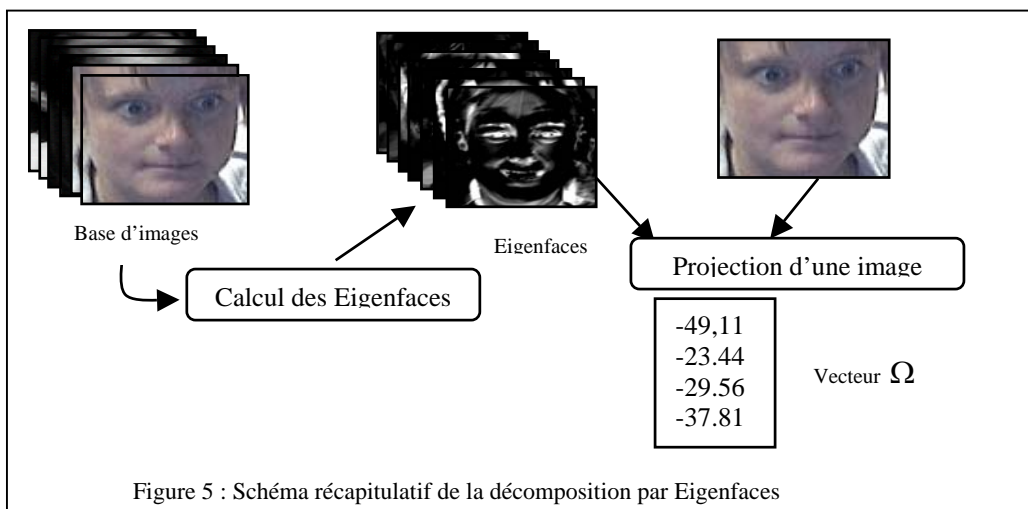 Base d'images
Eigenfaces
Calcul des Eigenfaces
Projection d'une image
-49,11
-23.44
-29.56
-37.81
Vecteur Ω
Figure 5 : Schéma récapitulatif de la décomposition par Eigenfaces